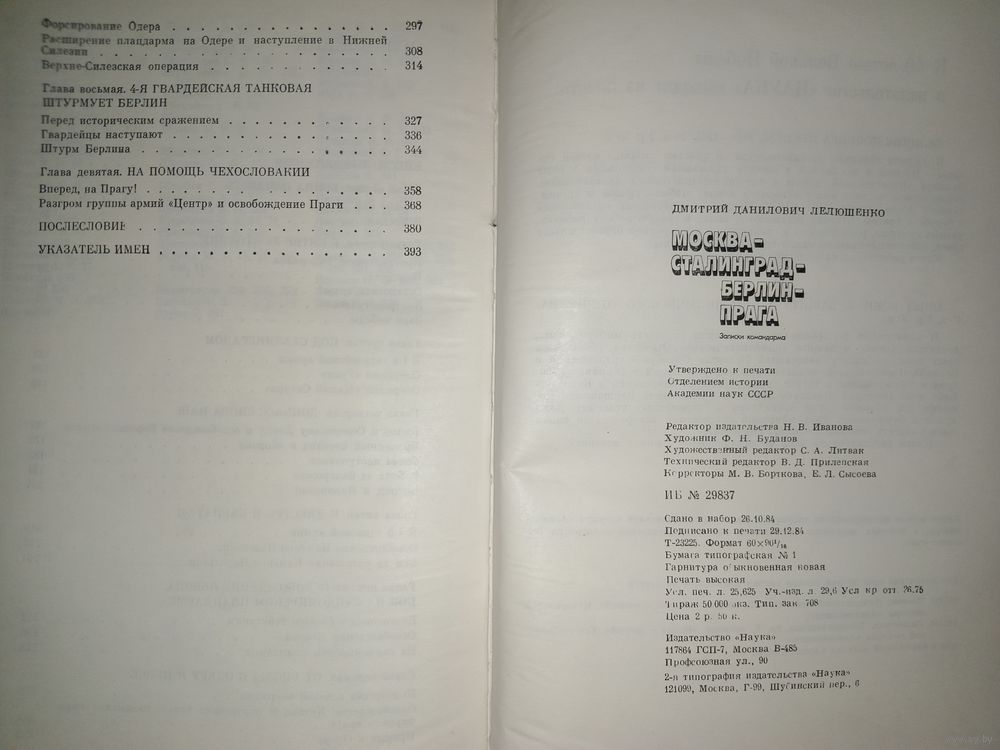 Форсирование Одера . . . . . . . . . . . . . . 297
Расширение плацдарма на Одере и наступление в Нижней
Силезии . . . . . . . . . . . . . . . . . . 308
Верхне-Силезская операция . . . . . . . . . . . . 314
Глава восьмая. 4-Я ГВАРДЕЙСКАЯ ТАНКОВАЯ
ШТУРМУЕТ БЕРЛИН
Перед историческим сражением . . . . . . . . . . 327
Гвардейцы наступают . . . . . . . . . . . . . . 336
Штурм Берлина . . . . . . . . . . . . . . . . 344
Глава девятая. НА ПОМОЩЬ ЧЕХОСЛОВАКИИ
Вперед, на Прагу! . . . . . . . . . . . . . . . 358
Разгром группы армий «Центр» и освобождение Праги . . . 368
ПОСЛЕСЛОВИЕ . . . . . . . . . . . . . . . . 380
УКАЗАТЕЛЬ ИМЕН . . . . . . . . . . . . . . . 393
ДМИТРИЙ ДАНИЛОВИЧ ЛЕЛЮШЕНКО
МОСКВА-
СТАЛИНГРАД-
БЕРЛИН-
ПРАГА
Записки командарма
Утверждено к печати
Отделением истории
Академии наук СССР
Редактор издательства Н. В. Иванова
Художник Ф. Н. Буданов
Художественный редактор С. А. Литвак
Технический редактор В. Д. Прилепская
Корректоры М. В. Борткова, Е. Л. Сысоева
ИБ № 29837
Сдано в набор 26.10.84
Подписано к печати 29.12.84
Т-23225. Формат 60×90¹/₁₆
Бумага типографская № 1
Гарнитура обыкновенная новая
Печать высокая
Усл. печ. л. 25,625 Уч.-изд. л 29,6 Усл кр отт 26.75
Тираж 50 000 экз. Тип. зак 708
Цена 2 р. 50 к.
Издательство «Наука»
117864 ГСП-7, Москва В-485
Профсоюзная ул., 90
2-я типография издательства «Наука»
121099, Москва, Г-99, Шубинский пер., 6
www.ay.by